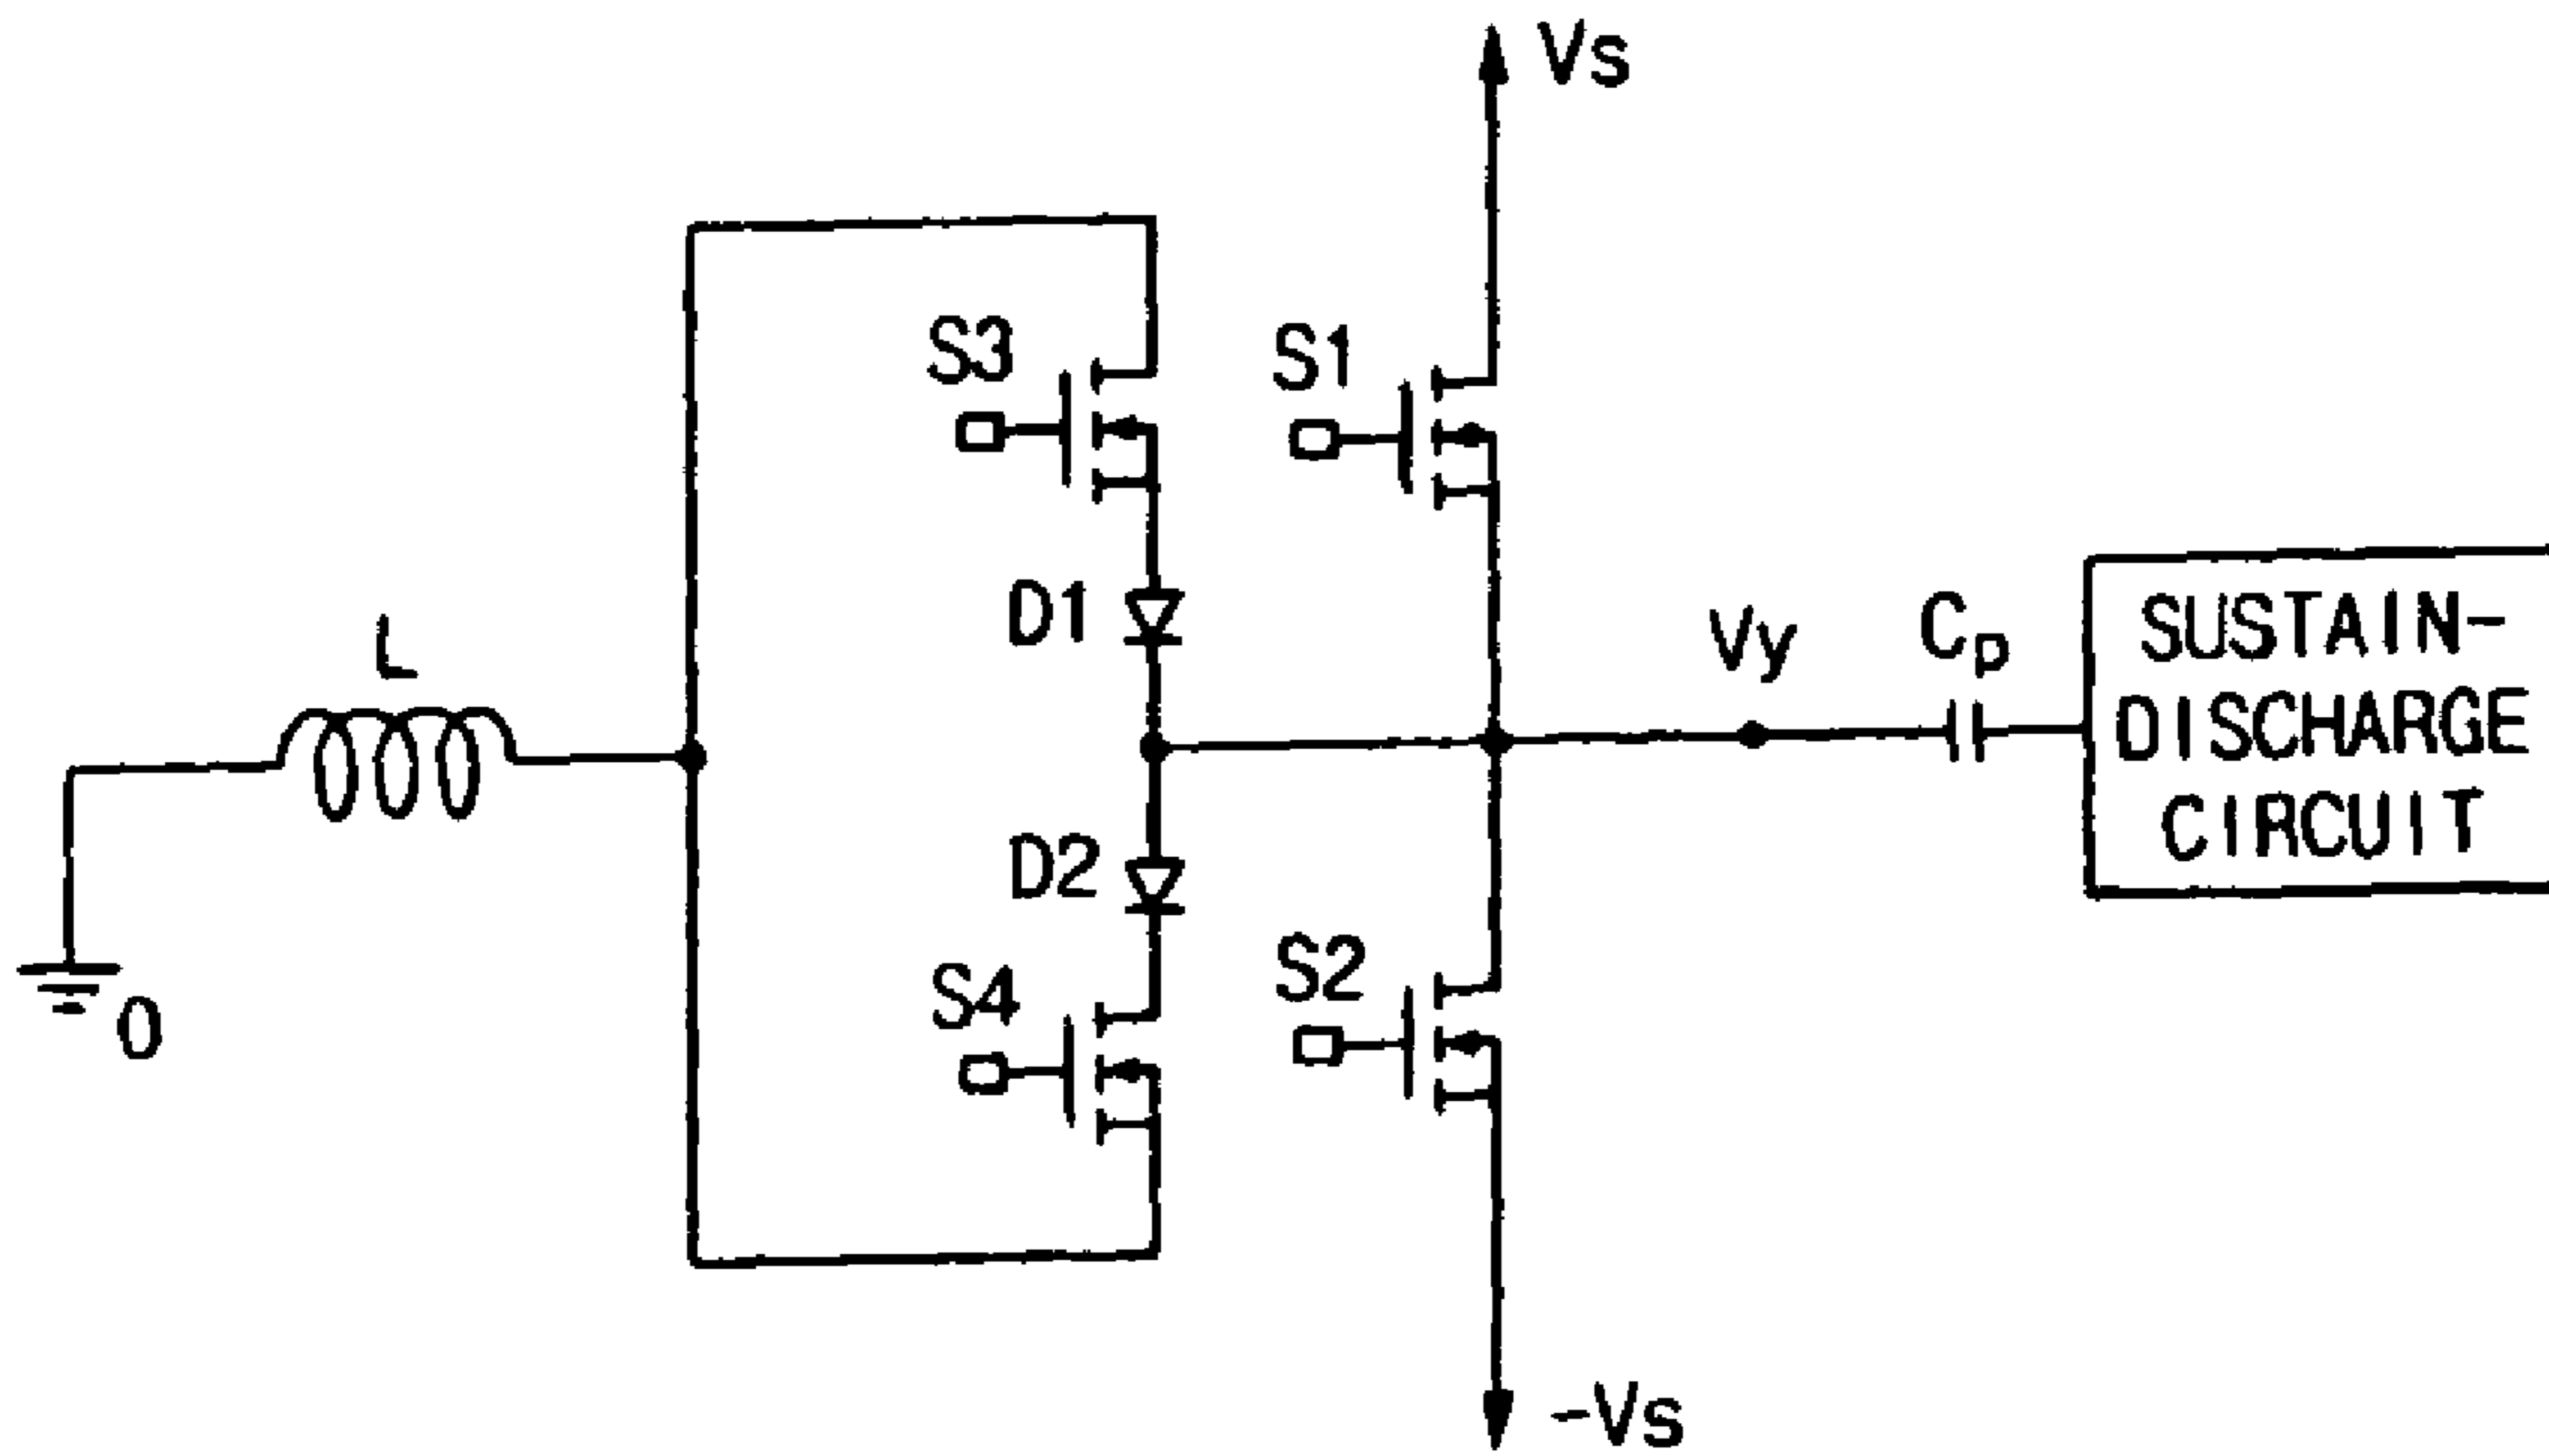 Vs
S3
S1
D1
L
Vy
Cp
SUSTAIN-
DISCHARGE
CIRCUIT
D2
S4
S2
0
-Vs